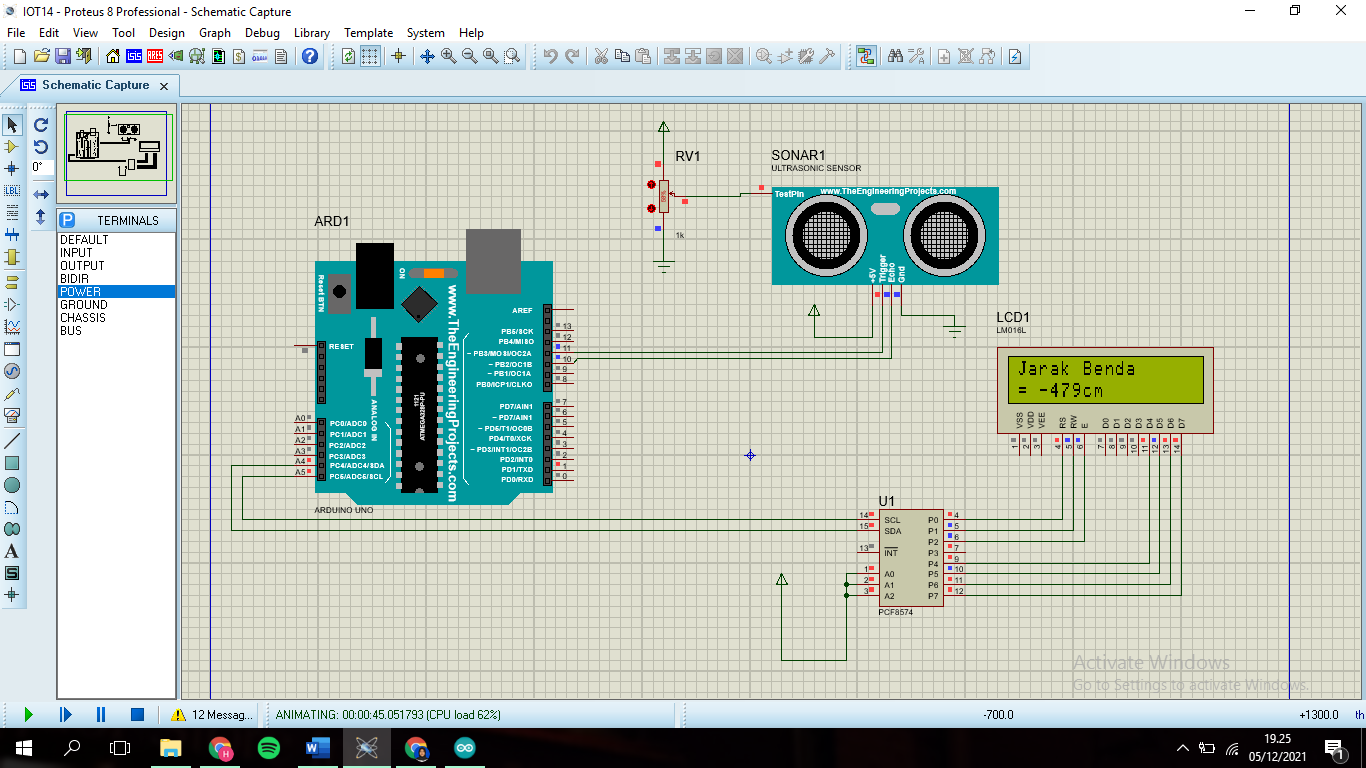 IOT14 - Proteus 8 Professional - Schematic Capture
File Edit View Tool Design Graph Debug Library Template System Help
Schematic Capture
0°
LBL
P TERMINALS
DEFAULT
INPUT
OUTPUT
BIDIR
POWER
GROUND
CHASSIS
BUS
RV1
50%
1k
SONAR1
ULTRASONIC SENSOR
TestPin www.TheEngineeringProjects.com
+5V
Trigger
Echo
Gnd
ARD1
Reset BTN
ON
www.TheEngineeringProjects.com
1121
ATMEGA328P-PU
ANALOG IN
RESET
A0 PC0/ADC0
A1 PC1/ADC1
A2 PC2/ADC2
A3 PC3/ADC3
A4 PC4/ADC4/SDA
A5 PC5/ADC5/SCL
AREF
PB5/SCK 13
PB4/MISO 12
~ PB3/MOSI/OC2A 11
~ PB2/OC1B 10
~ PB1/OC1A 9
PB0/ICP1/CLKO 8
PD7/AIN1 7
~ PD7/AIN1 6
~ PD5/T1/OC0B 5
PD4/T0/XCK 4
~ PD3/INT1/OC2B 3
PD2/INT0 2
PD1/TXD 1
PD0/RXD 0
ARDUINO UNO
LCD1
LM016L
Jarak Benda
= -479cm
VSS VDD VEE RS RW E D0 D1 D2 D3 D4 D5 D6 D7
1 2 3 4 5 6 7 8 9 10 11 12 13 14
U1
14 SCL P0 4
15 SDA P1 5
P2 6
13 INT P3 7
P4 9
1 A0 P5 10
2 A1 P6 11
3 A2 P7 12
PCF8574
Activate Windows
Go to Settings to activate Windows.
12 Messag... ANIMATING: 00:00:45.051793 (CPU load 62%) -700.0 +1300.0 th
19.25
05/12/2021
1